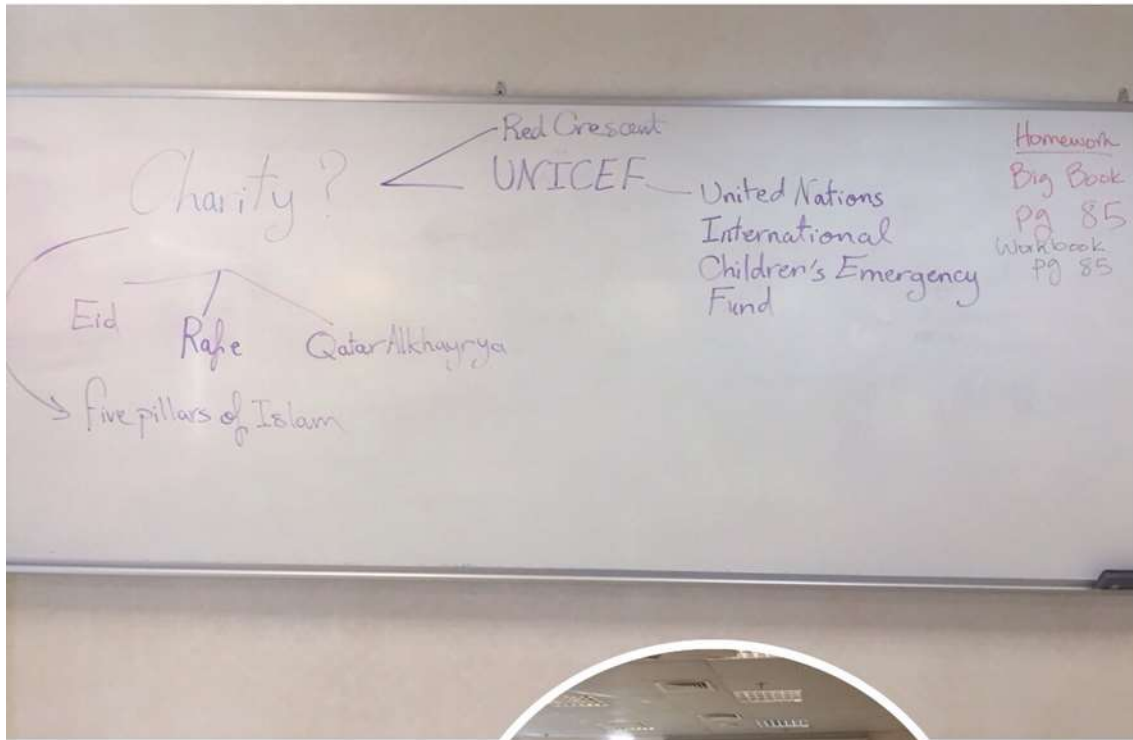 Charity?
Red Crescent
UNICEF
United Nations
International
Children's Emergency
Fund
Eid
Rafe
Qatar Alkhayrya
five pillars of Islam
Homework
Big Book
pg 85
Workbook
pg 85